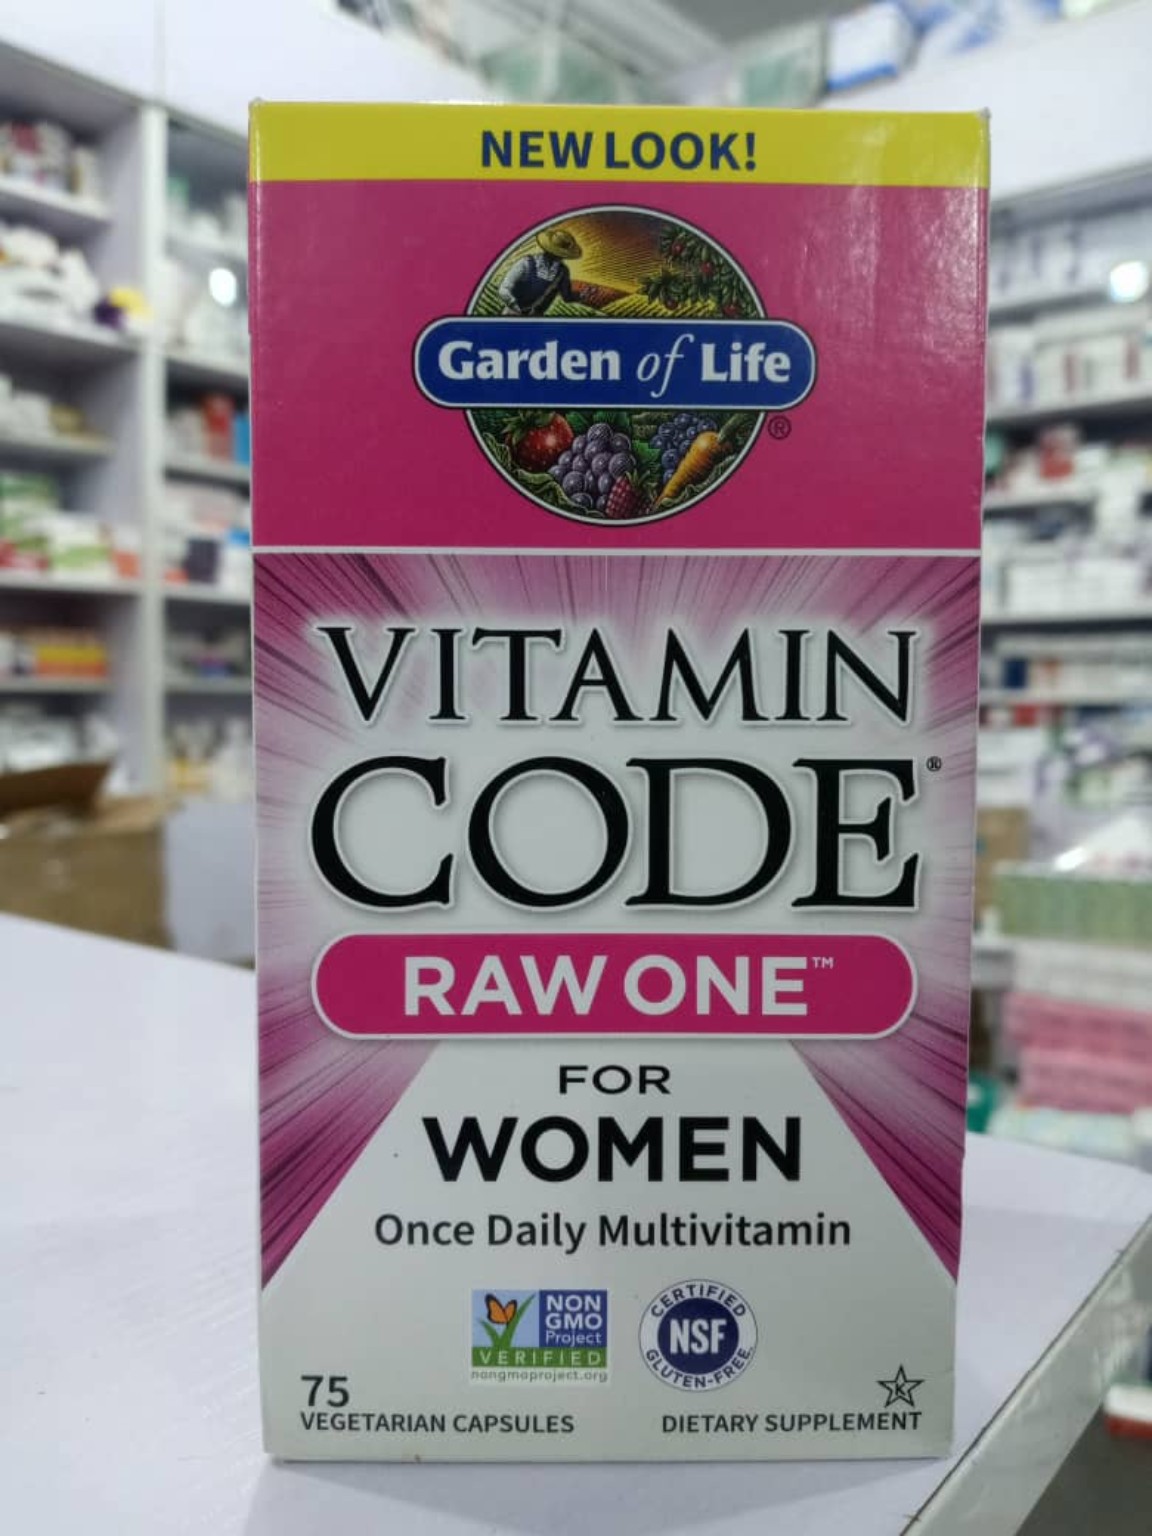 NEW LOOK!
Garden of Life®
VITAMIN
CODE®
RAW ONE™
FOR
WOMEN
Once Daily Multivitamin
NON
GMO
Project
VERIFIED
nongmoproject.org
CERTIFIED
NSF
GLUTEN-FREE
K
75
VEGETARIAN CAPSULES
DIETARY SUPPLEMENT